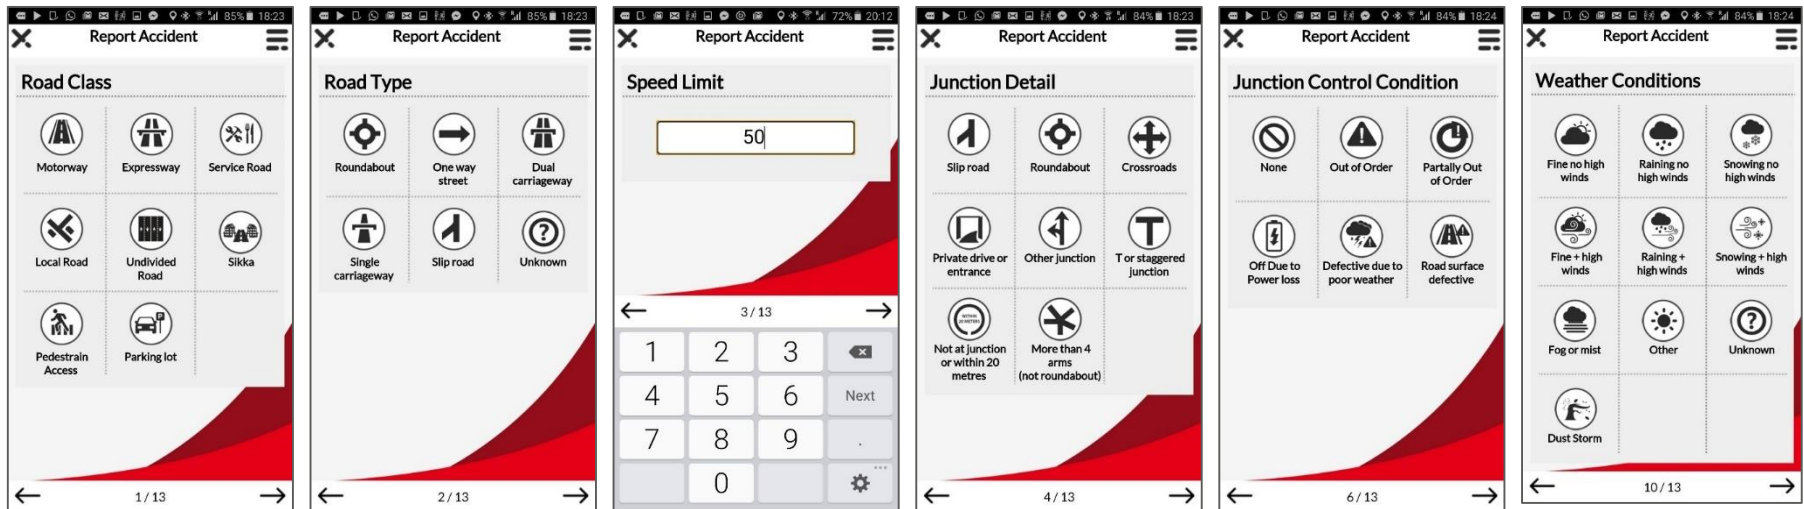 85% 18:23
Report Accident
Road Class
Motorway
Expressway
Service Road
Local Road
Undivided
Road
Sikka
Pedestrain
Access
Parking lot
1 / 13
85% 18:23
Report Accident
Road Type
Roundabout
One way
street
Dual
carriageway
Single
carriageway
Slip road
Unknown
2 / 13
72% 20:12
Report Accident
Speed Limit
50
3 / 13
1 2 3
4 5 6 Next
7 8 9 .
0
84% 18:23
Report Accident
Junction Detail
Slip road
Roundabout
Crossroads
Private drive or
entrance
Other junction
T or staggered
junction
WITHIN
20 METERS
Not at junction
or within 20
metres
More than 4
arms
(not roundabout)
4 / 13
84% 18:24
Report Accident
Junction Control Condition
None
Out of Order
Partally Out
of Order
Off Due to
Power loss
Defective due to
poor weather
Road surface
defective
6 / 13
84% 18:24
Report Accident
Weather Conditions
Fine no high
winds
Raining no
high winds
Snowing no
high winds
Fine + high
winds
Raining +
high winds
Snowing + high
winds
Fog or mist
Other
Unknown
Dust Storm
10 / 13